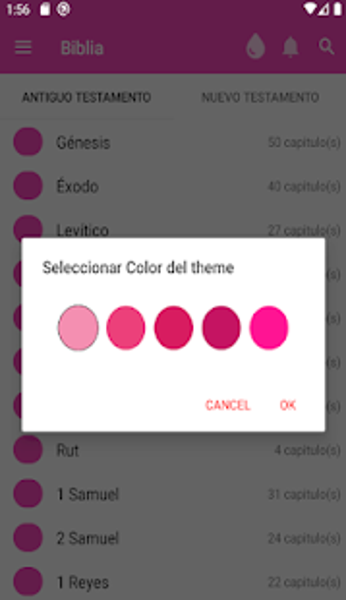 1:56
Biblia
ANTIGUO TESTAMENTO NUEVO TESTAMENTO
Génesis 50 capitulo(s)
Éxodo 40 capitulo(s)
Levítico 27 capitulo(s)
Seleccionar Color del theme
CANCEL OK
Rut 4 capitulo(s)
1 Samuel 31 capitulo(s)
2 Samuel 24 capitulo(s)
1 Reyes 22 capitulo(s)